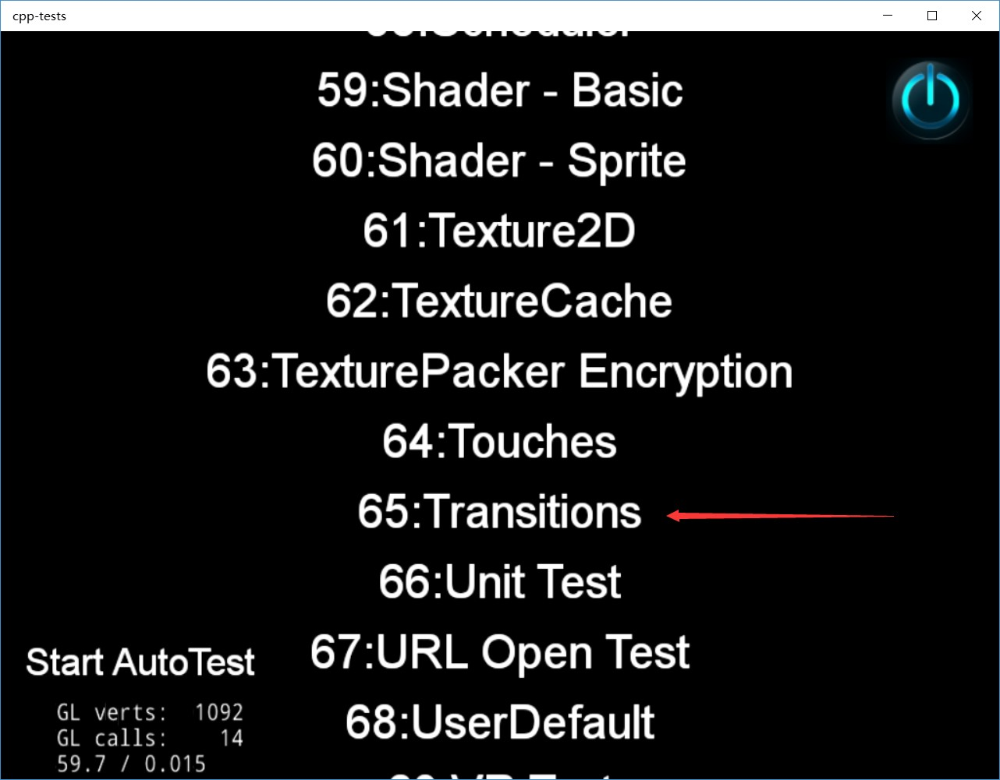 cpp-tests
59:Shader - Basic
60:Shader - Sprite
61:Texture2D
62:TextureCache
63:TexturePacker Encryption
64:Touches
65:Transitions
66:Unit Test
67:URL Open Test
68:UserDefault
Start AutoTest
GL verts: 1092
GL calls: 14
59.7 / 0.015